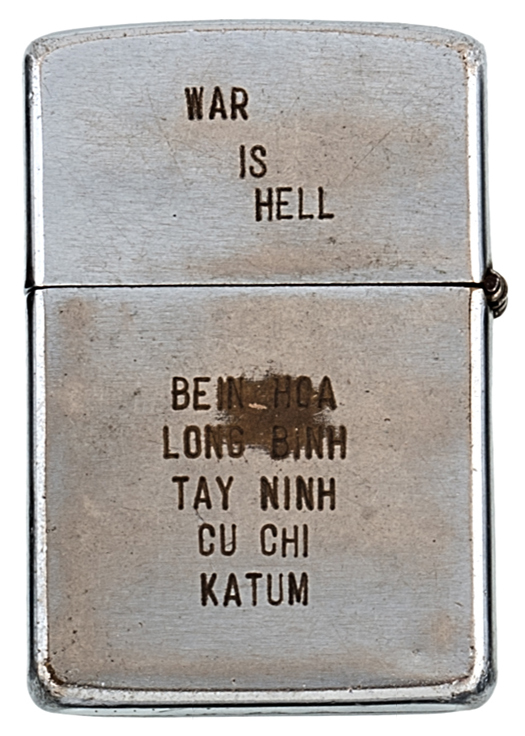 WAR
IS
HELL
BEIN HOA
LONG BINH
TAY NINH
CU CHI
KATUM